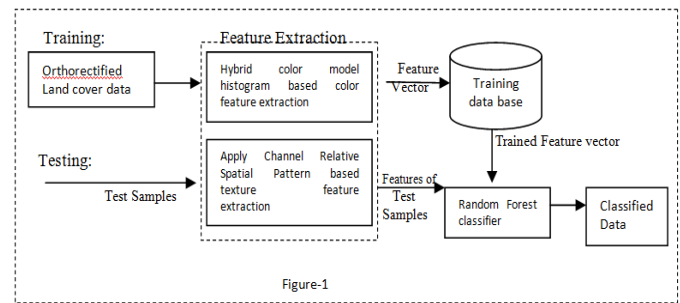 Training:
Feature Extraction
Orthorectified
Land cover data
Hybrid color model
histogram based color
feature extraction
Feature
Vector
Training
data base
Trained Feature vector
Testing:
Test Samples
Apply Channel Relative
Spatial Pattern based
texture feature
extraction
Features of
Test
Samples
Random Forest
classifier
Classified
Data
Figure-1